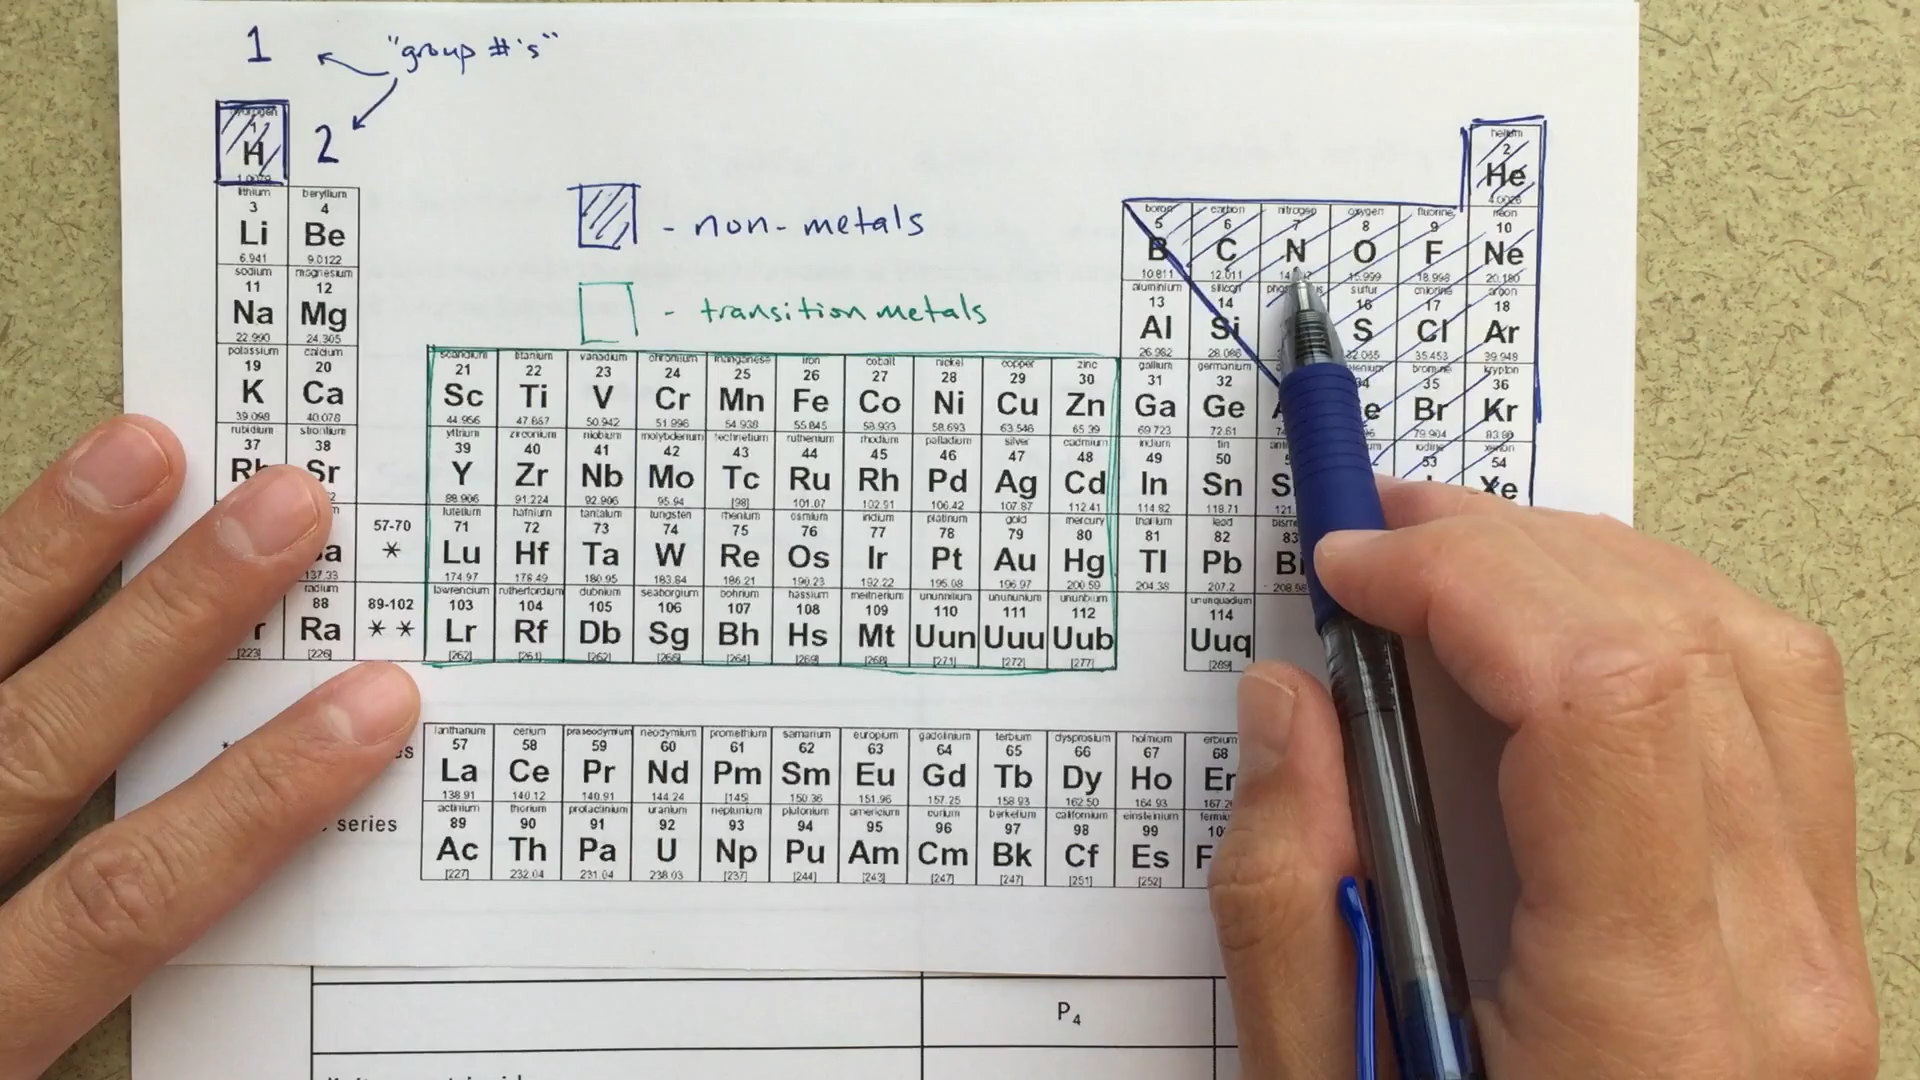 1 "group #'s"
hydrogen helium
1 2
H 2 He
1.0079 4.0026
non-metals
transition metals
lithium beryllium boron carbon nitrogen oxygen fluorine neon
3 4 5 6 7 8 9 10
Li Be B C N O F Ne
6.941 9.0122 10.811 12.011 15.999 18.998 20.180
sodium magnesium aluminium silicon sulfur chlorine argon
11 12 13 14 16 17 18
Na Mg Al Si S Cl Ar
22.990 24.305 26.982 28.086 32.065 35.453 39.948
potassium calcium scandium titanium vanadium chromium manganese iron cobalt nickel copper zinc gallium germanium bromine krypton
19 20 21 22 23 24 25 26 27 28 29 30 31 32 34 35 36
K Ca Sc Ti V Cr Mn Fe Co Ni Cu Zn Ga Ge Br Kr
39.098 40.078 44.956 47.867 50.942 51.996 54.938 55.845 58.933 58.693 63.546 65.39 69.723 72.61 79.904 83.80
rubidium strontium yttrium zirconium niobium molybdenum technetium ruthenium rhodium palladium silver cadmium indium tin iodine xenon
37 38 39 40 41 42 43 44 45 46 47 48 49 50 53 54
Rb Sr Y Zr Nb Mo Tc Ru Rh Pd Ag Cd In Sn Xe
88.906 91.224 92.906 95.94 [98] 101.07 102.91 106.42 107.87 112.41 114.82 118.71
lutetium hafnium tantalum tungsten rhenium osmium iridium platinum gold mercury thallium lead
57-70 71 72 73 74 75 76 77 78 79 80 81 82 83
* Lu Hf Ta W Re Os Ir Pt Au Hg Tl Pb Bi
137.33 174.97 178.49 180.95 183.84 186.21 190.23 192.22 195.08 196.97 200.59 204.38 207.2 208.98
radium lawrencium rutherfordium dubnium seaborgium bohrium hassium meitnerium ununnilium unununium ununbium ununquadium
88 89-102 103 104 105 106 107 108 109 110 111 112 114
Ra * * Lr Rf Db Sg Bh Hs Mt Uun Uuu Uub Uuq
[223] [226] [262] [261] [262] [266] [264] [269] [268] [271] [272] [277] [289]
lanthanum cerium praseodymium neodymium promethium samarium europium gadolinium terbium dysprosium holmium erbium
57 58 59 60 61 62 63 64 65 66 67 68
La Ce Pr Nd Pm Sm Eu Gd Tb Dy Ho Er
138.91 140.12 140.91 144.24 [145] 150.36 151.96 157.25 158.93 162.50 164.93
actinium thorium protactinium uranium neptunium plutonium americium curium berkelium californium einsteinium
series 89 90 91 92 93 94 95 96 97 98 99
Ac Th Pa U Np Pu Am Cm Bk Cf Es
[227] 232.04 231.04 238.03 [237] [244] [243] [247] [247] [251] [252]
P4